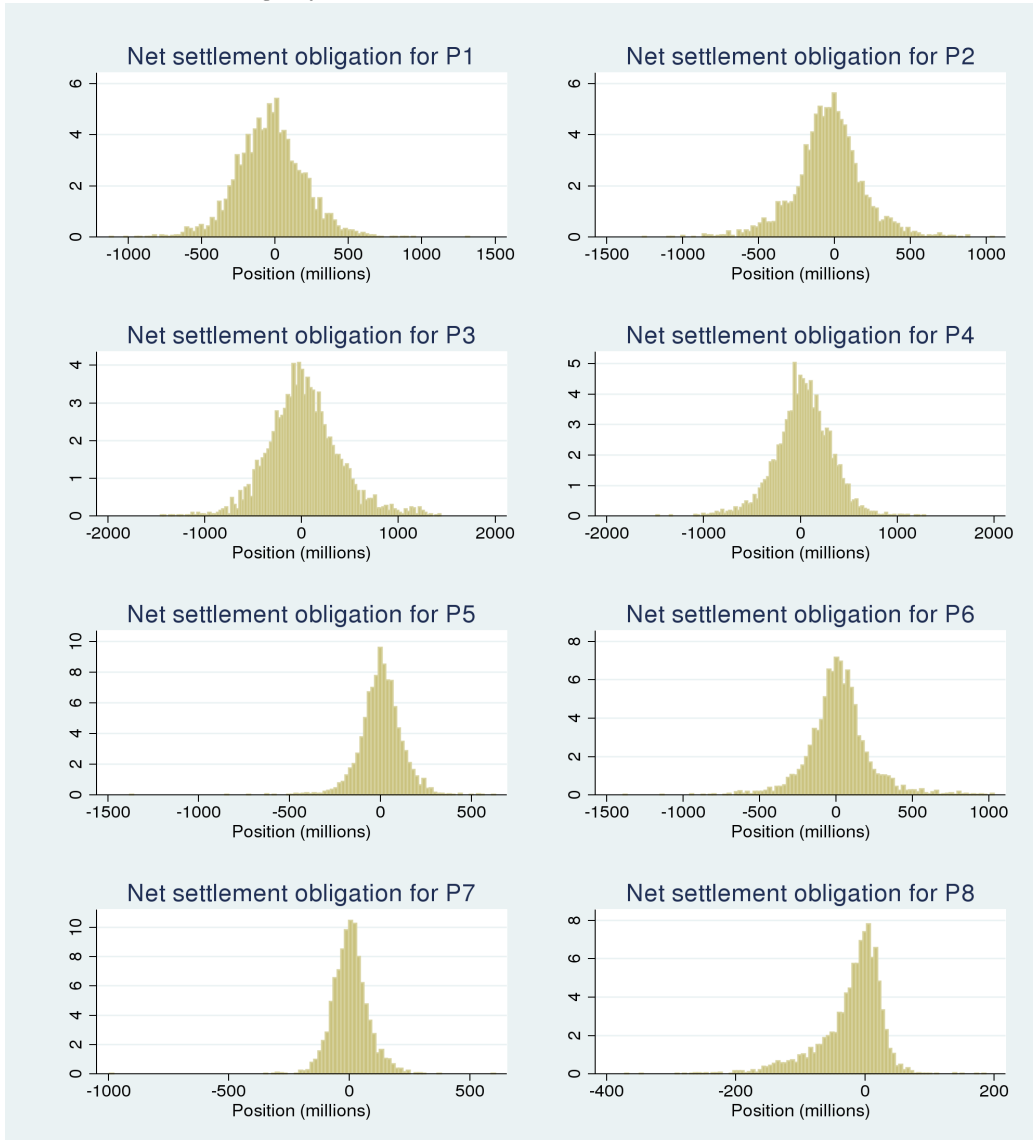 Net settlement obligation for P1
6
4
2
0
-1000 -500 0 500 1000 1500
Position (millions)
Net settlement obligation for P2
6
4
2
0
-1500 -1000 -500 0 500 1000
Position (millions)
Net settlement obligation for P3
4
3
2
1
0
-2000 -1000 0 1000 2000
Position (millions)
Net settlement obligation for P4
5
4
3
2
1
0
-2000 -1000 0 1000 2000
Position (millions)
Net settlement obligation for P5
10
8
6
4
2
0
-1500 -1000 -500 0 500
Position (millions)
Net settlement obligation for P6
8
6
4
2
0
-1500 -1000 -500 0 500 1000
Position (millions)
Net settlement obligation for P7
10
8
6
4
2
0
-1000 -500 0 500
Position (millions)
Net settlement obligation for P8
8
6
4
2
0
-400 -200 0 200
Position (millions)